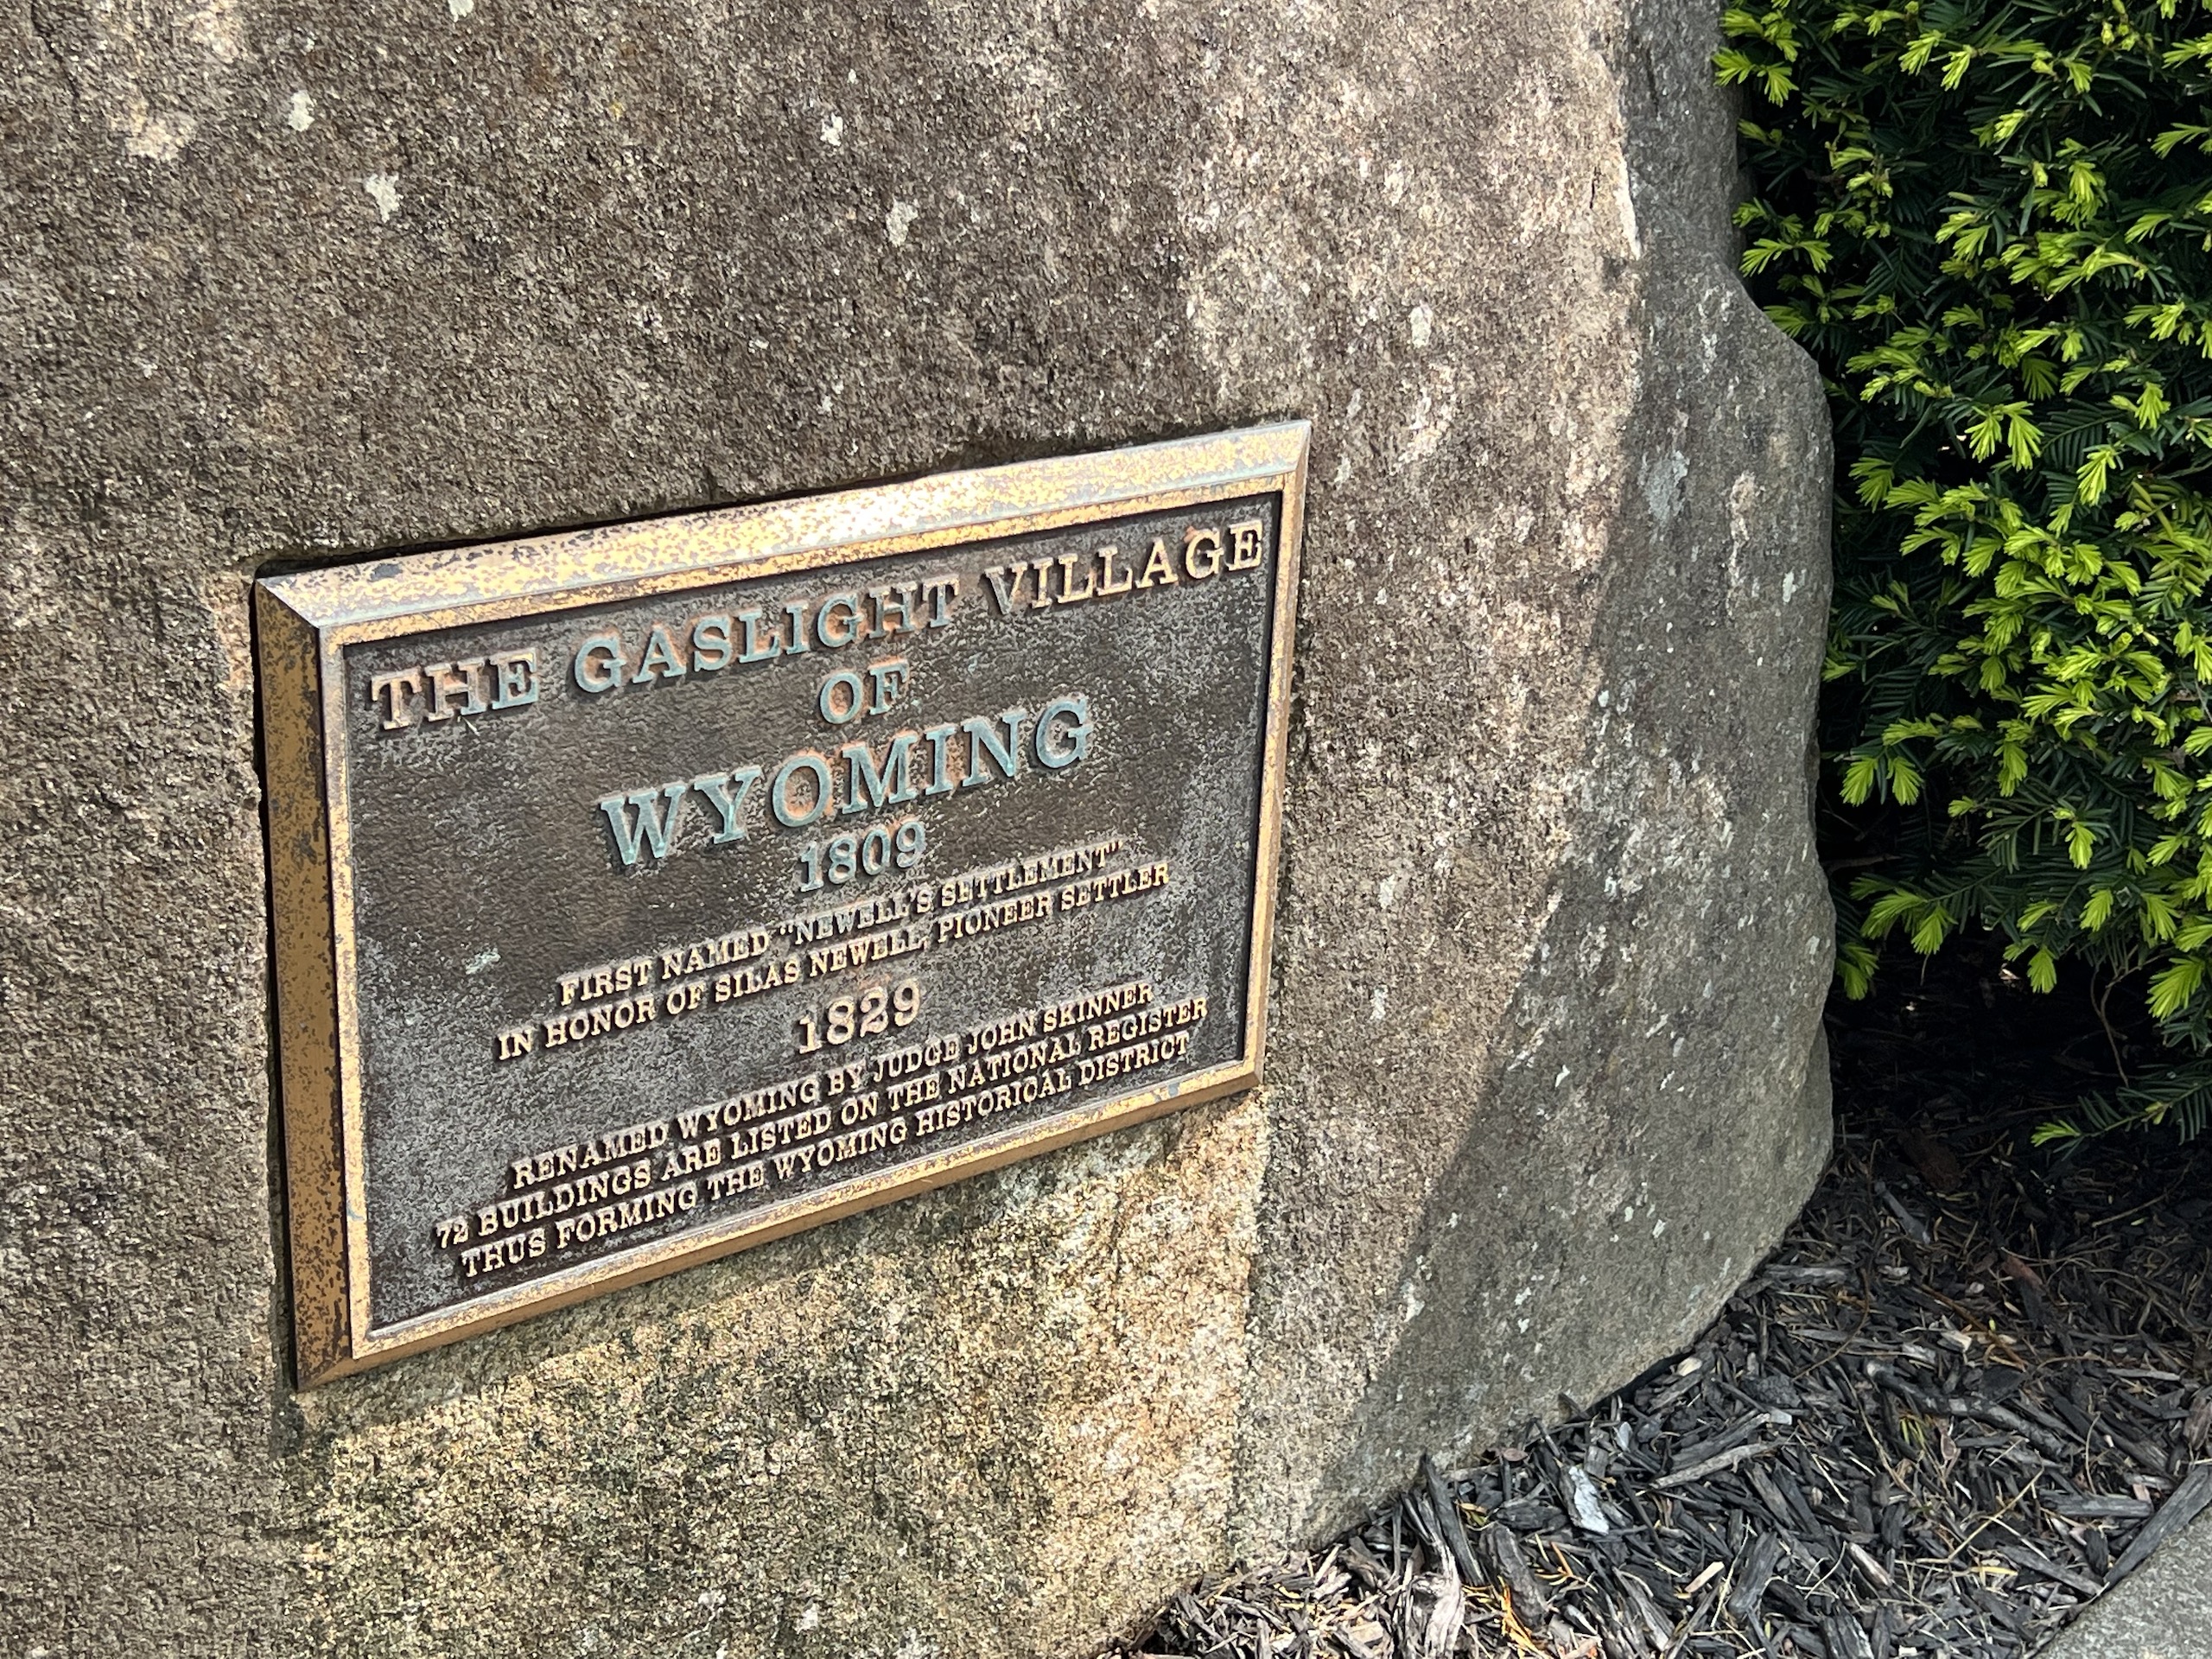 THE GASLIGHT VILLAGE
OF
WYOMING
1809
FIRST NAMED "NEWELL'S SETTLEMENT"
IN HONOR OF SILAS NEWELL, PIONEER SETTLER
1829
RENAMED WYOMING BY JUDGE JOHN SKINNER
72 BUILDINGS ARE LISTED ON THE NATIONAL REGISTER
THUS FORMING THE WYOMING HISTORICAL DISTRICT